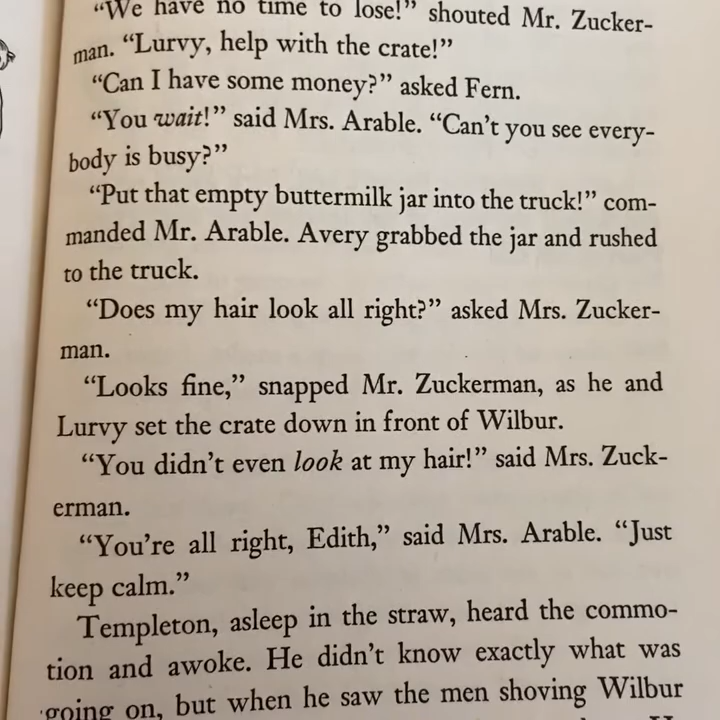 “We have no time to lose!” shouted Mr. Zucker-
man. “Lurvy, help with the crate!”
“Can I have some money?” asked Fern.
“You wait!” said Mrs. Arable. “Can’t you see every-
body is busy?”
“Put that empty buttermilk jar into the truck!” com-
manded Mr. Arable. Avery grabbed the jar and rushed
to the truck.
“Does my hair look all right?” asked Mrs. Zucker-
man.
“Looks fine,” snapped Mr. Zuckerman, as he and
Lurvy set the crate down in front of Wilbur.
“You didn’t even look at my hair!” said Mrs. Zuck-
erman.
“You’re all right, Edith,” said Mrs. Arable. “Just
keep calm.”
Templeton, asleep in the straw, heard the commo-
tion and awoke. He didn’t know exactly what was
going on, but when he saw the men shoving Wilbur